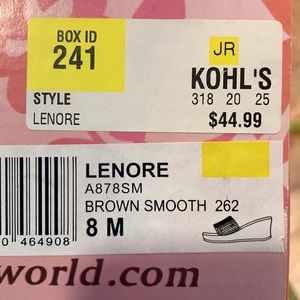 BOX ID
241
JR
KOHL'S
STYLE
318 20 25
LENORE
$44.99
LENORE
A878SM
BROWN SMOOTH 262
0 464908
8 M
world.com